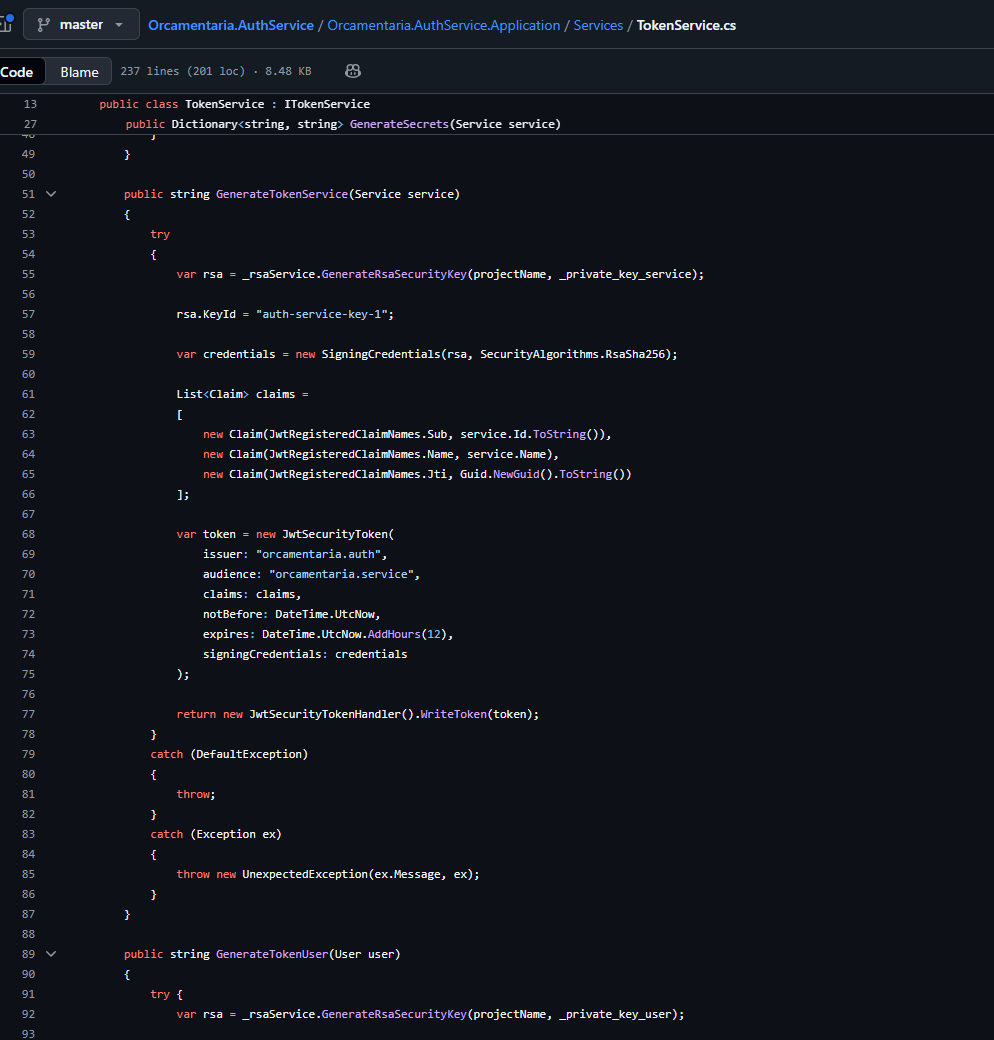 master Orcamentaria.AuthService / Orcamentaria.AuthService.Application / Services / TokenService.cs
Code Blame 237 lines (201 loc) · 8.48 KB
13 public class TokenService : ITokenService
27 public Dictionary<string, string> GenerateSecrets(Service service)
48 }
49 }
50
51 public string GenerateTokenService(Service service)
52 {
53 try
54 {
55 var rsa = _rsaService.GenerateRsaSecurityKey(projectName, _private_key_service);
56
57 rsa.KeyId = "auth-service-key-1";
58
59 var credentials = new SigningCredentials(rsa, SecurityAlgorithms.RsaSha256);
60
61 List<Claim> claims =
62 [
63 new Claim(JwtRegisteredClaimNames.Sub, service.Id.ToString()),
64 new Claim(JwtRegisteredClaimNames.Name, service.Name),
65 new Claim(JwtRegisteredClaimNames.Jti, Guid.NewGuid().ToString())
66 ];
67
68 var token = new JwtSecurityToken(
69 issuer: "orcamentaria.auth",
70 audience: "orcamentaria.service",
71 claims: claims,
72 notBefore: DateTime.UtcNow,
73 expires: DateTime.UtcNow.AddHours(12),
74 signingCredentials: credentials
75 );
76
77 return new JwtSecurityTokenHandler().WriteToken(token);
78 }
79 catch (DefaultException)
80 {
81 throw;
82 }
83 catch (Exception ex)
84 {
85 throw new UnexpectedException(ex.Message, ex);
86 }
87 }
88
89 public string GenerateTokenUser(User user)
90 {
91 try {
92 var rsa = _rsaService.GenerateRsaSecurityKey(projectName, _private_key_user);
93